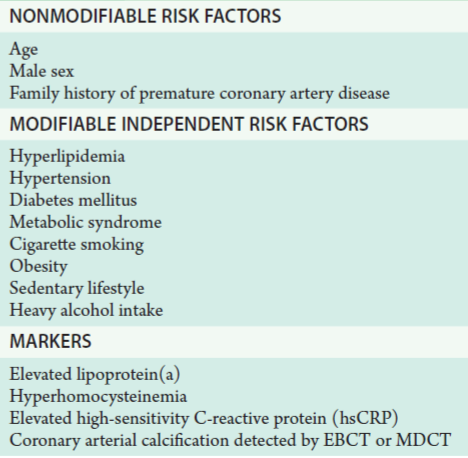 NONMODIFIABLE RISK FACTORS
Age
Male sex
Family history of premature coronary artery disease
MODIFIABLE INDEPENDENT RISK FACTORS
Hyperlipidemia
Hypertension
Diabetes mellitus
Metabolic syndrome
Cigarette smoking
Obesity
Sedentary lifestyle
Heavy alcohol intake
MARKERS
Elevated lipoprotein(a)
Hyperhomocysteinemia
Elevated high-sensitivity C-reactive protein (hsCRP)
Coronary arterial calcification detected by EBCT or MDCT